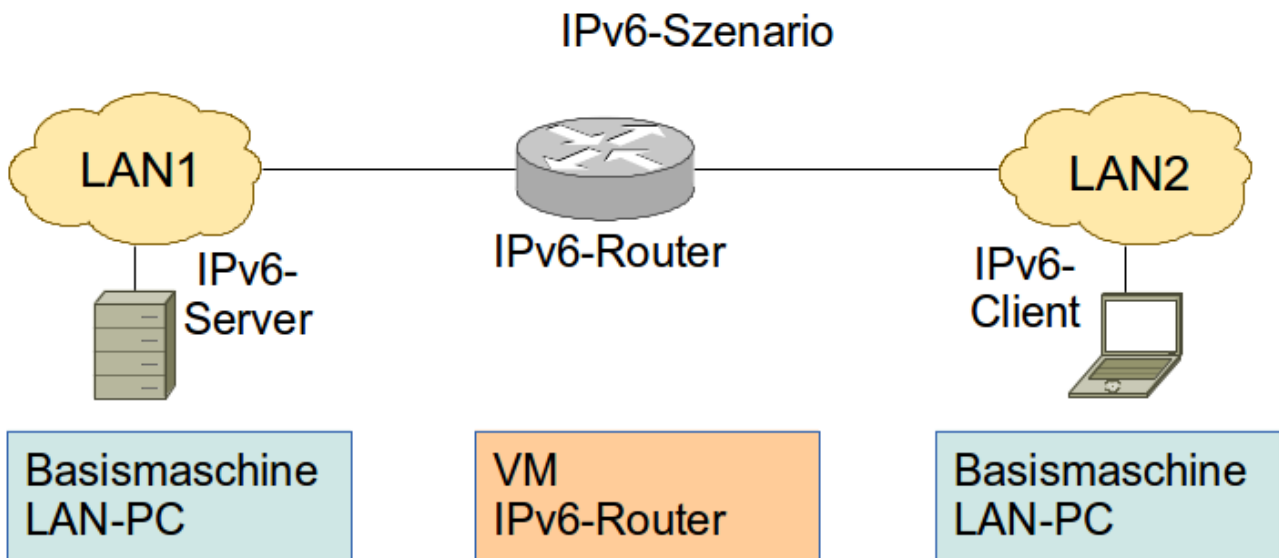 IPv6-Szenario
LAN1
LAN2
IPv6-Router
IPv6-
Server
IPv6-
Client
Basismaschine
LAN-PC
VM
IPv6-Router
Basismaschine
LAN-PC